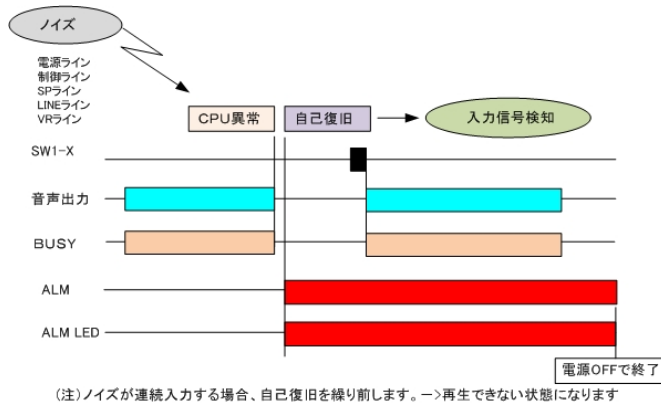 ノイズ
電源ライン
制御ライン
SPライン
LINEライン
VRライン
CPU異常
自己復旧
入力信号検知
SW1-X
音声出力
BUSY
ALM
ALM LED
電源OFFで終了
(注)ノイズが連続入力する場合、自己復旧を繰り前します。ー>再生できない状態になります